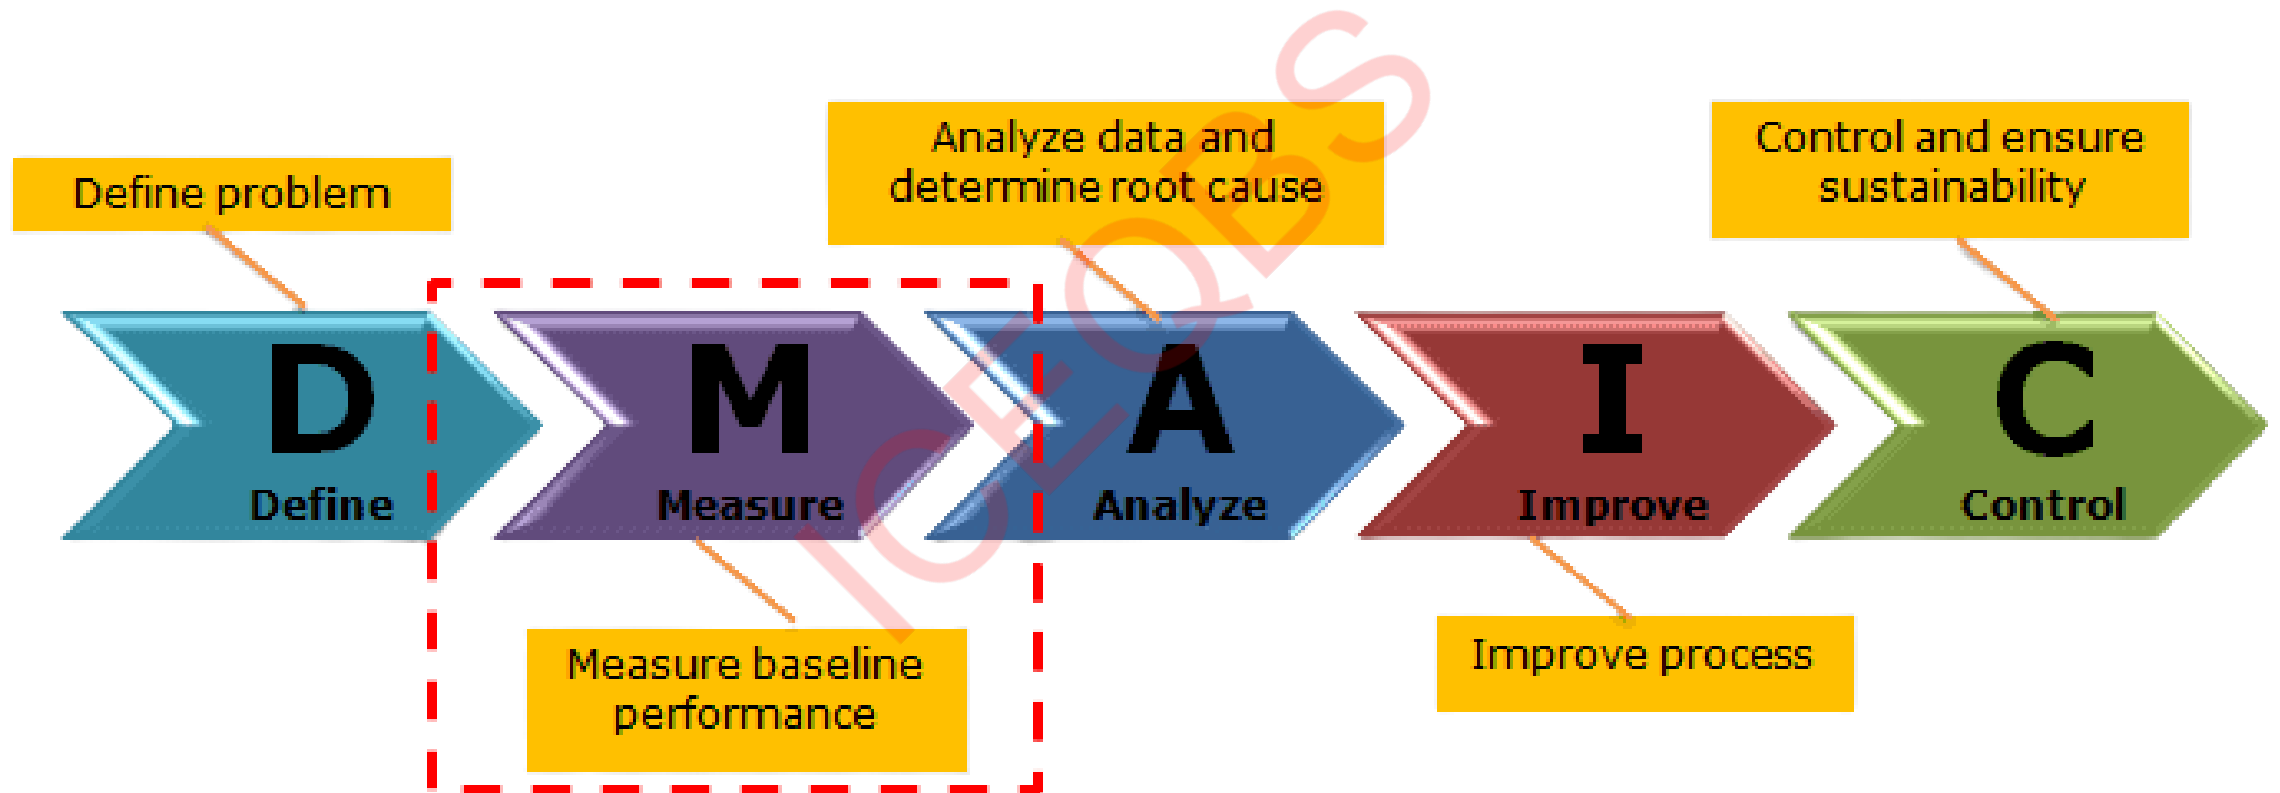 Define problem
Analyze data and
determine root cause
Control and ensure
sustainability
D
Define
M
Measure
A
Analyze
I
Improve
C
Control
Measure baseline
performance
Improve process
ICEQBS